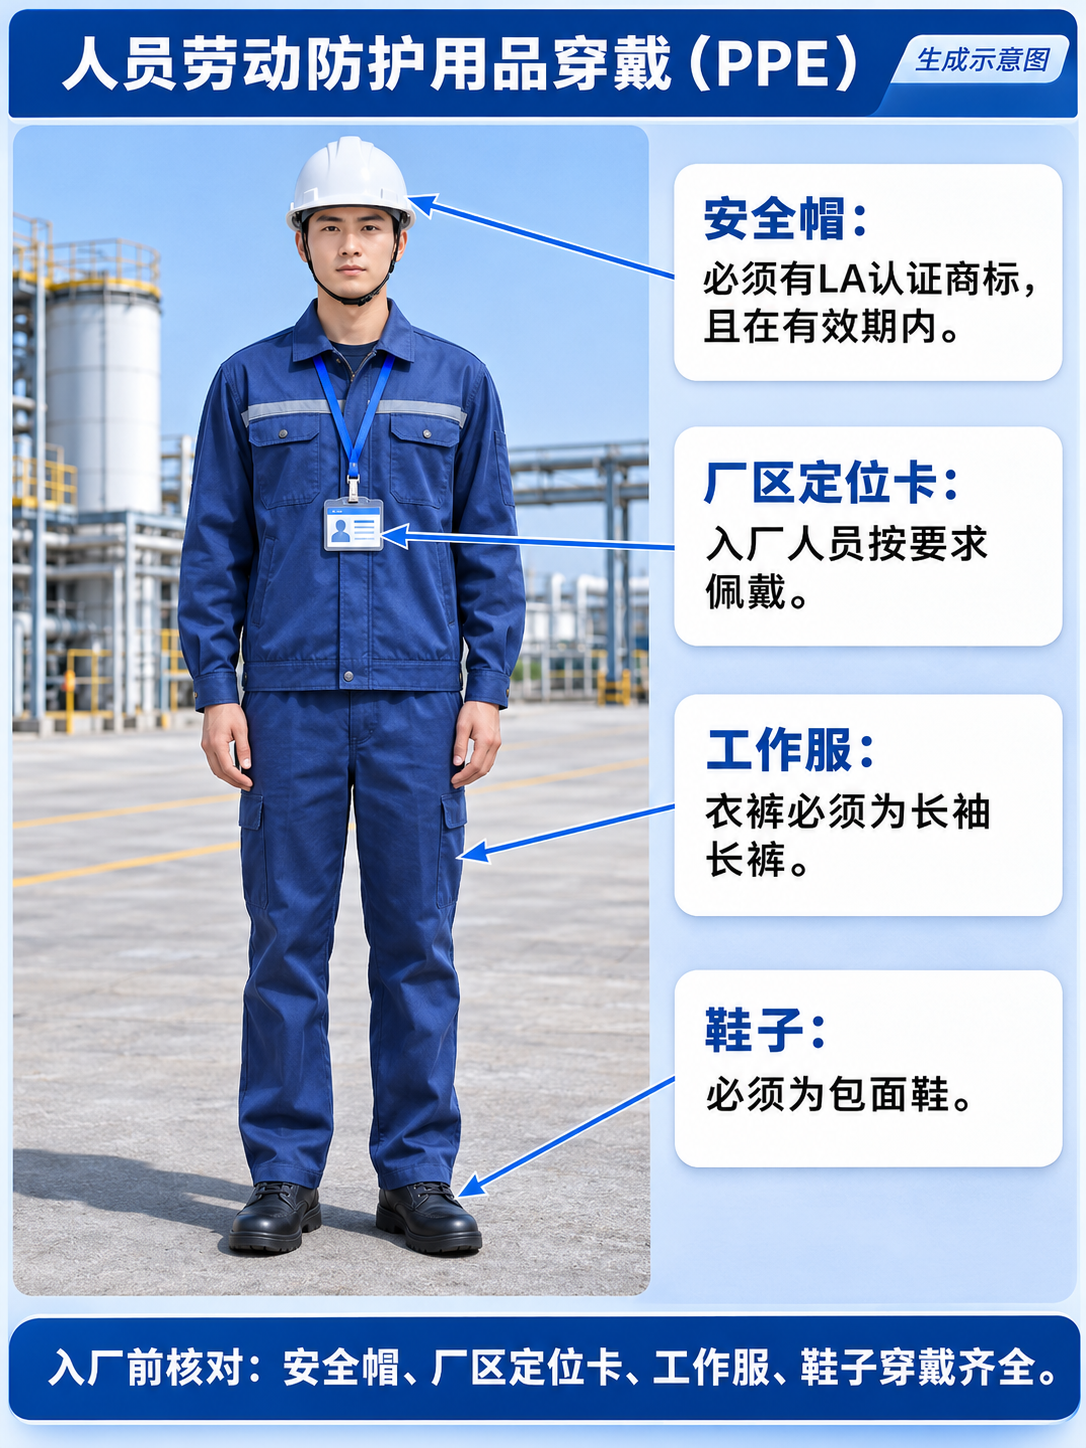 人员劳动防护用品穿戴（PPE）
生成示意图
安全帽：
必须有LA认证商标，
且在有效期内。
厂区定位卡：
入厂人员按要求
佩戴。
工作服：
衣裤必须为长袖
长裤。
鞋子：
必须为包面鞋。
入厂前核对：安全帽、厂区定位卡、工作服、鞋子穿戴齐全。